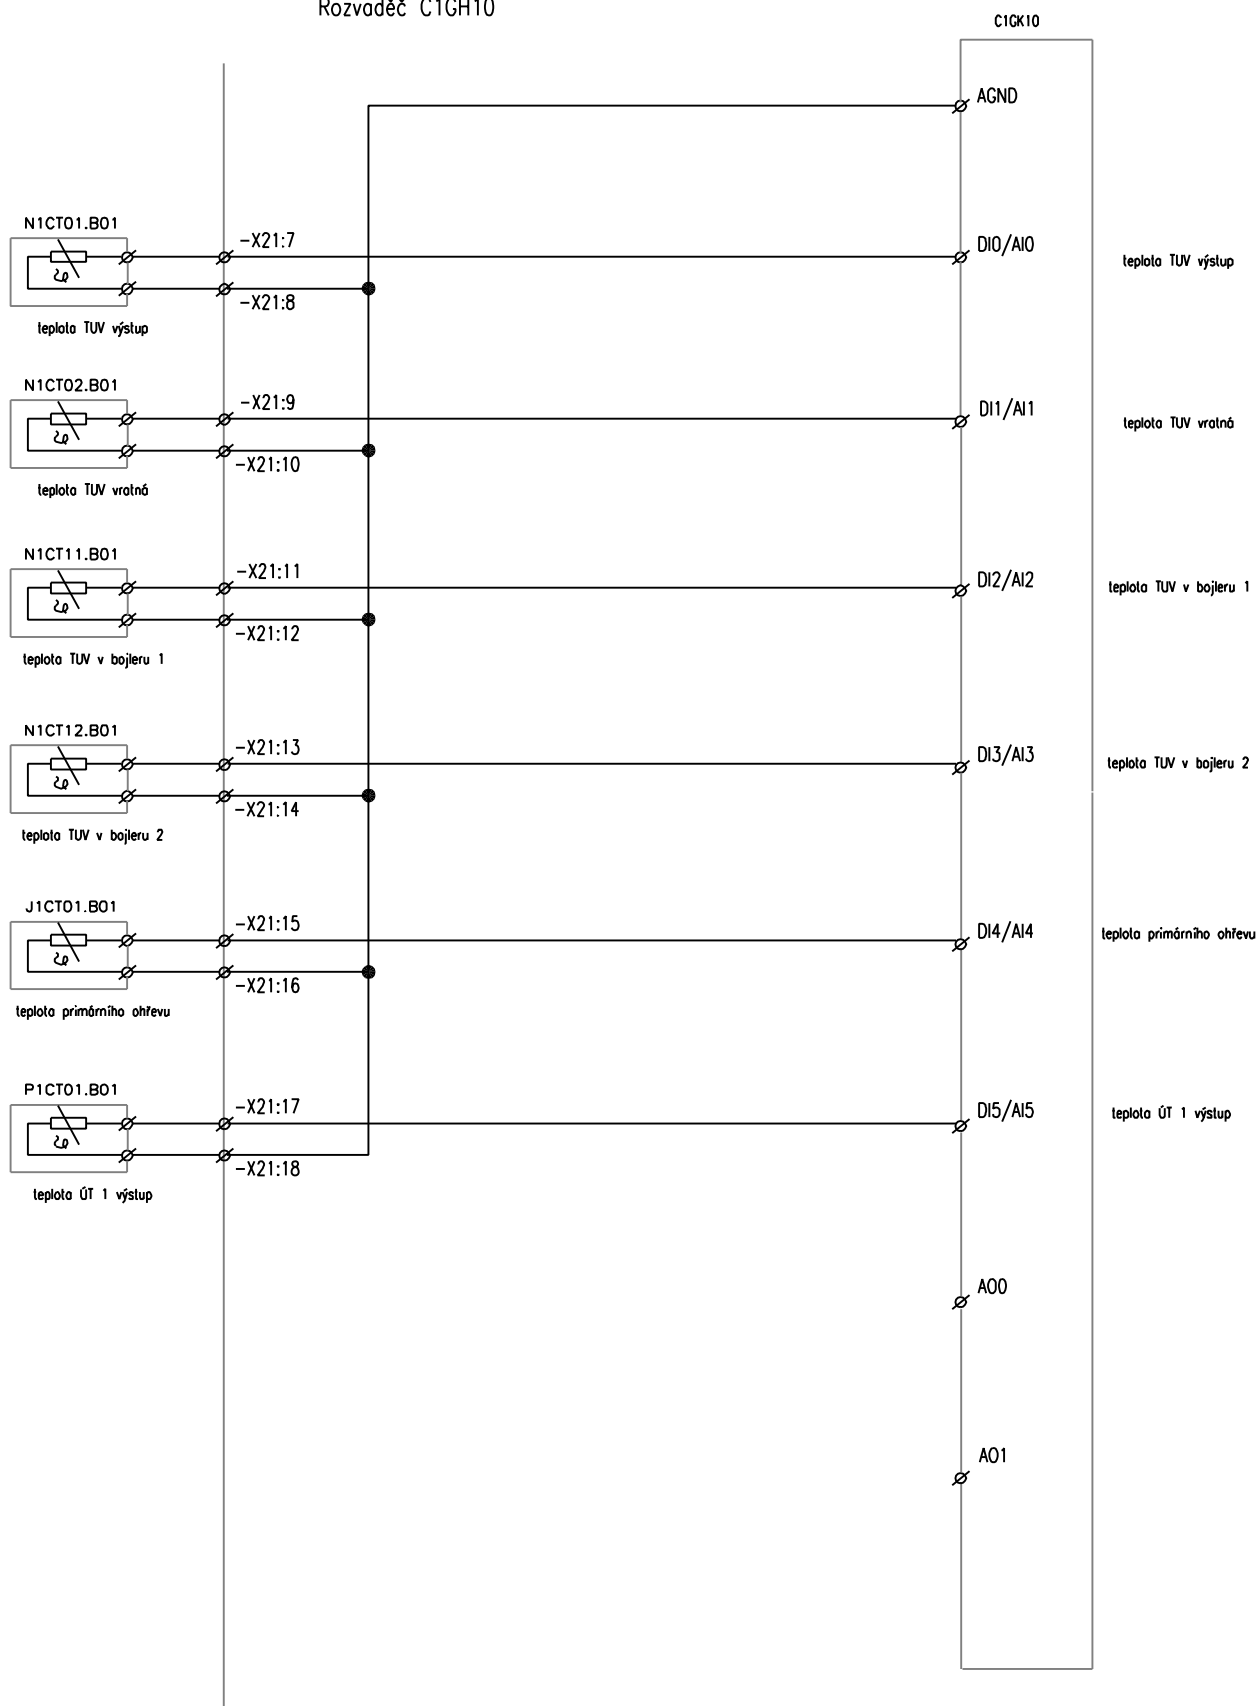 Rozvaděč C1GH10
C1GK10
AGND
N1CT01.B01
-X21:7
DI0/AI0
teplota TUV výstup
-X21:8
teplota TUV výstup
N1CT02.B01
-X21:9
DI1/AI1
teplota TUV vratná
-X21:10
teplota TUV vratná
N1CT11.B01
-X21:11
DI2/AI2
teplota TUV v bojleru 1
-X21:12
teplota TUV v bojleru 1
N1CT12.B01
-X21:13
DI3/AI3
teplota TUV v bojleru 2
-X21:14
teplota TUV v bojleru 2
J1CT01.B01
-X21:15
DI4/AI4
teplota primárního ohřevu
-X21:16
teplota primárního ohřevu
P1CT01.B01
-X21:17
DI5/AI5
teplota ÚT 1 výstup
-X21:18
teplota ÚT 1 výstup
AO0
AO1